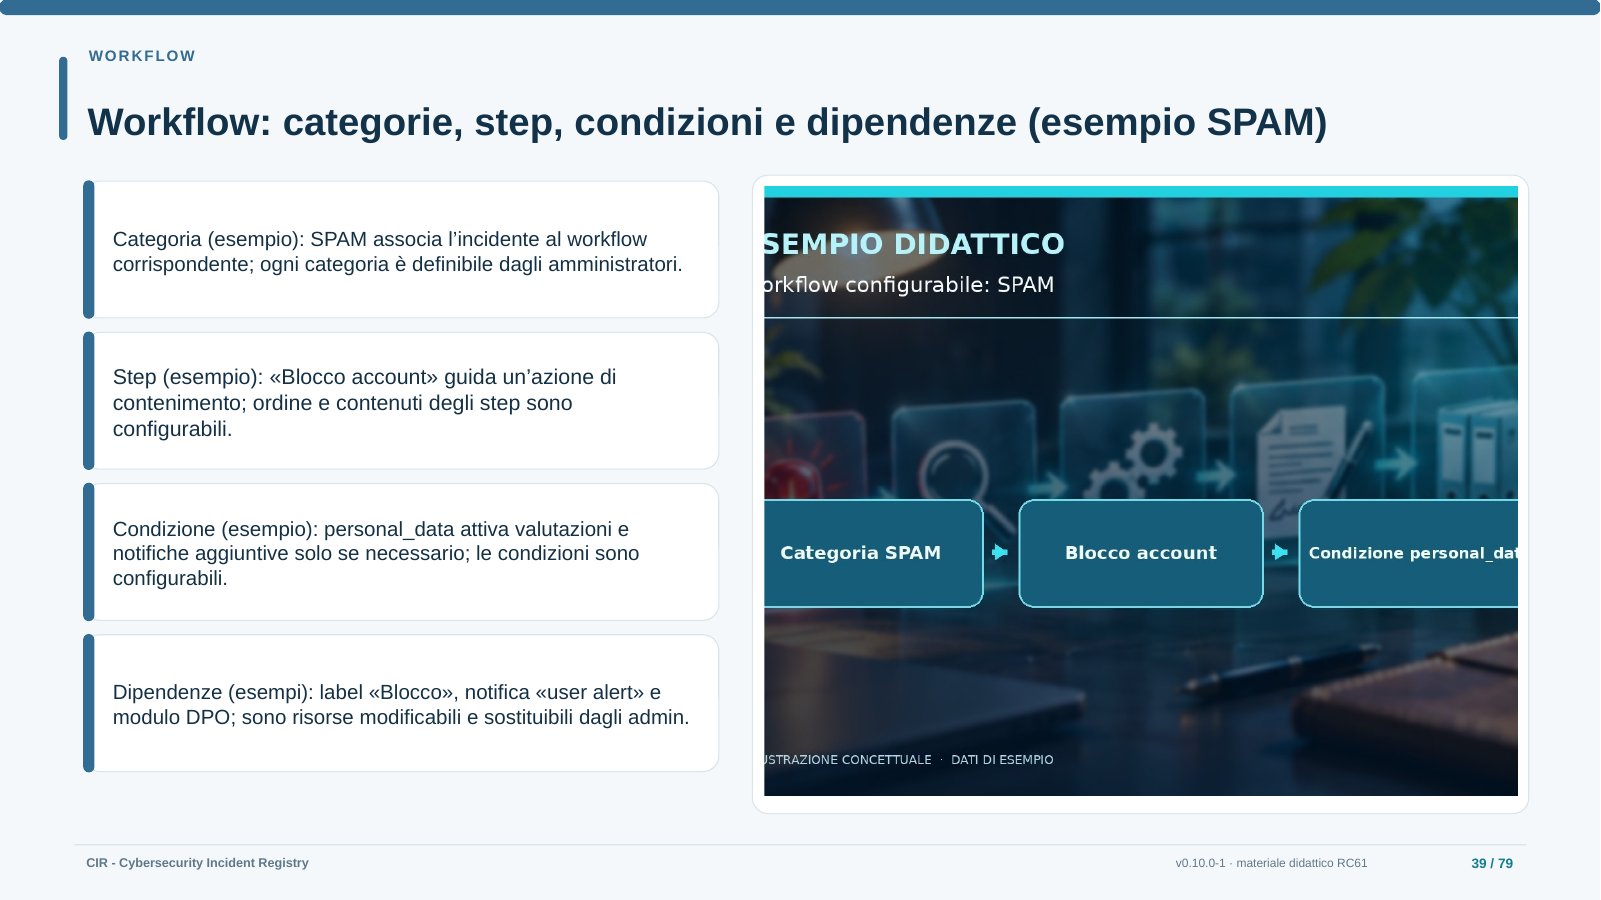 WORKFLOW
Workflow: categorie, step, condizioni e dipendenze (esempio SPAM)
Categoria (esempio): SPAM associa l’incidente al workflow
corrispondente; ogni categoria è definibile dagli amministratori.
Step (esempio): «Blocco account» guida un’azione di
contenimento; ordine e contenuti degli step sono
configurabili.
Condizione (esempio): personal_data attiva valutazioni e
notifiche aggiuntive solo se necessario; le condizioni sono
configurabili.
Dipendenze (esempi): label «Blocco», notifica «user alert» e
modulo DPO; sono risorse modificabili e sostituibili dagli admin.
SEMPIO DIDATTICO
orkflow configurabile: SPAM
Categoria SPAM
Blocco account
Condizione personal_dat
USTRAZIONE CONCETTUALE · DATI DI ESEMPIO
CIR - Cybersecurity Incident Registry
v0.10.0-1 · materiale didattico RC61
39 / 79